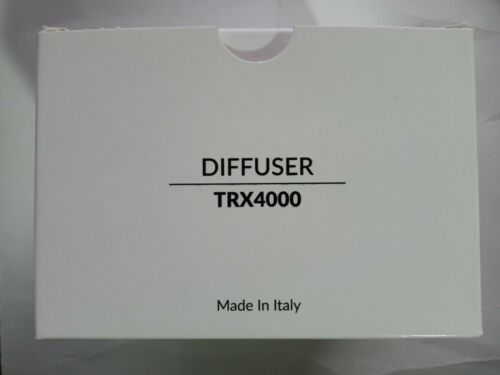 DIFFUSER
TRX4000
Made In Italy